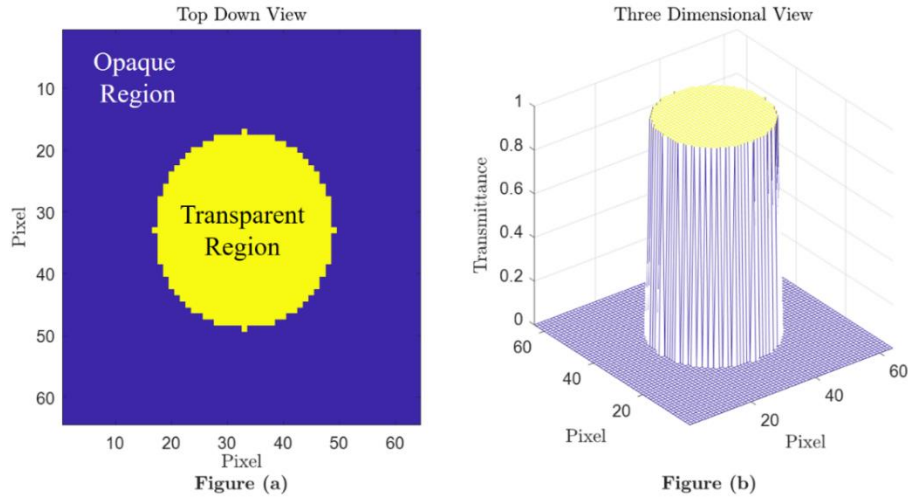 Top Down View
Opaque
Region
Transparent
Region
10
20
30
40
50
60
Pixel
10
20
30
40
50
60
Pixel
Figure (a)
Three Dimensional View
1
0.8
0.6
0.4
0.2
0
Transmittance
60
40
20
Pixel
20
40
60
Pixel
Figure (b)